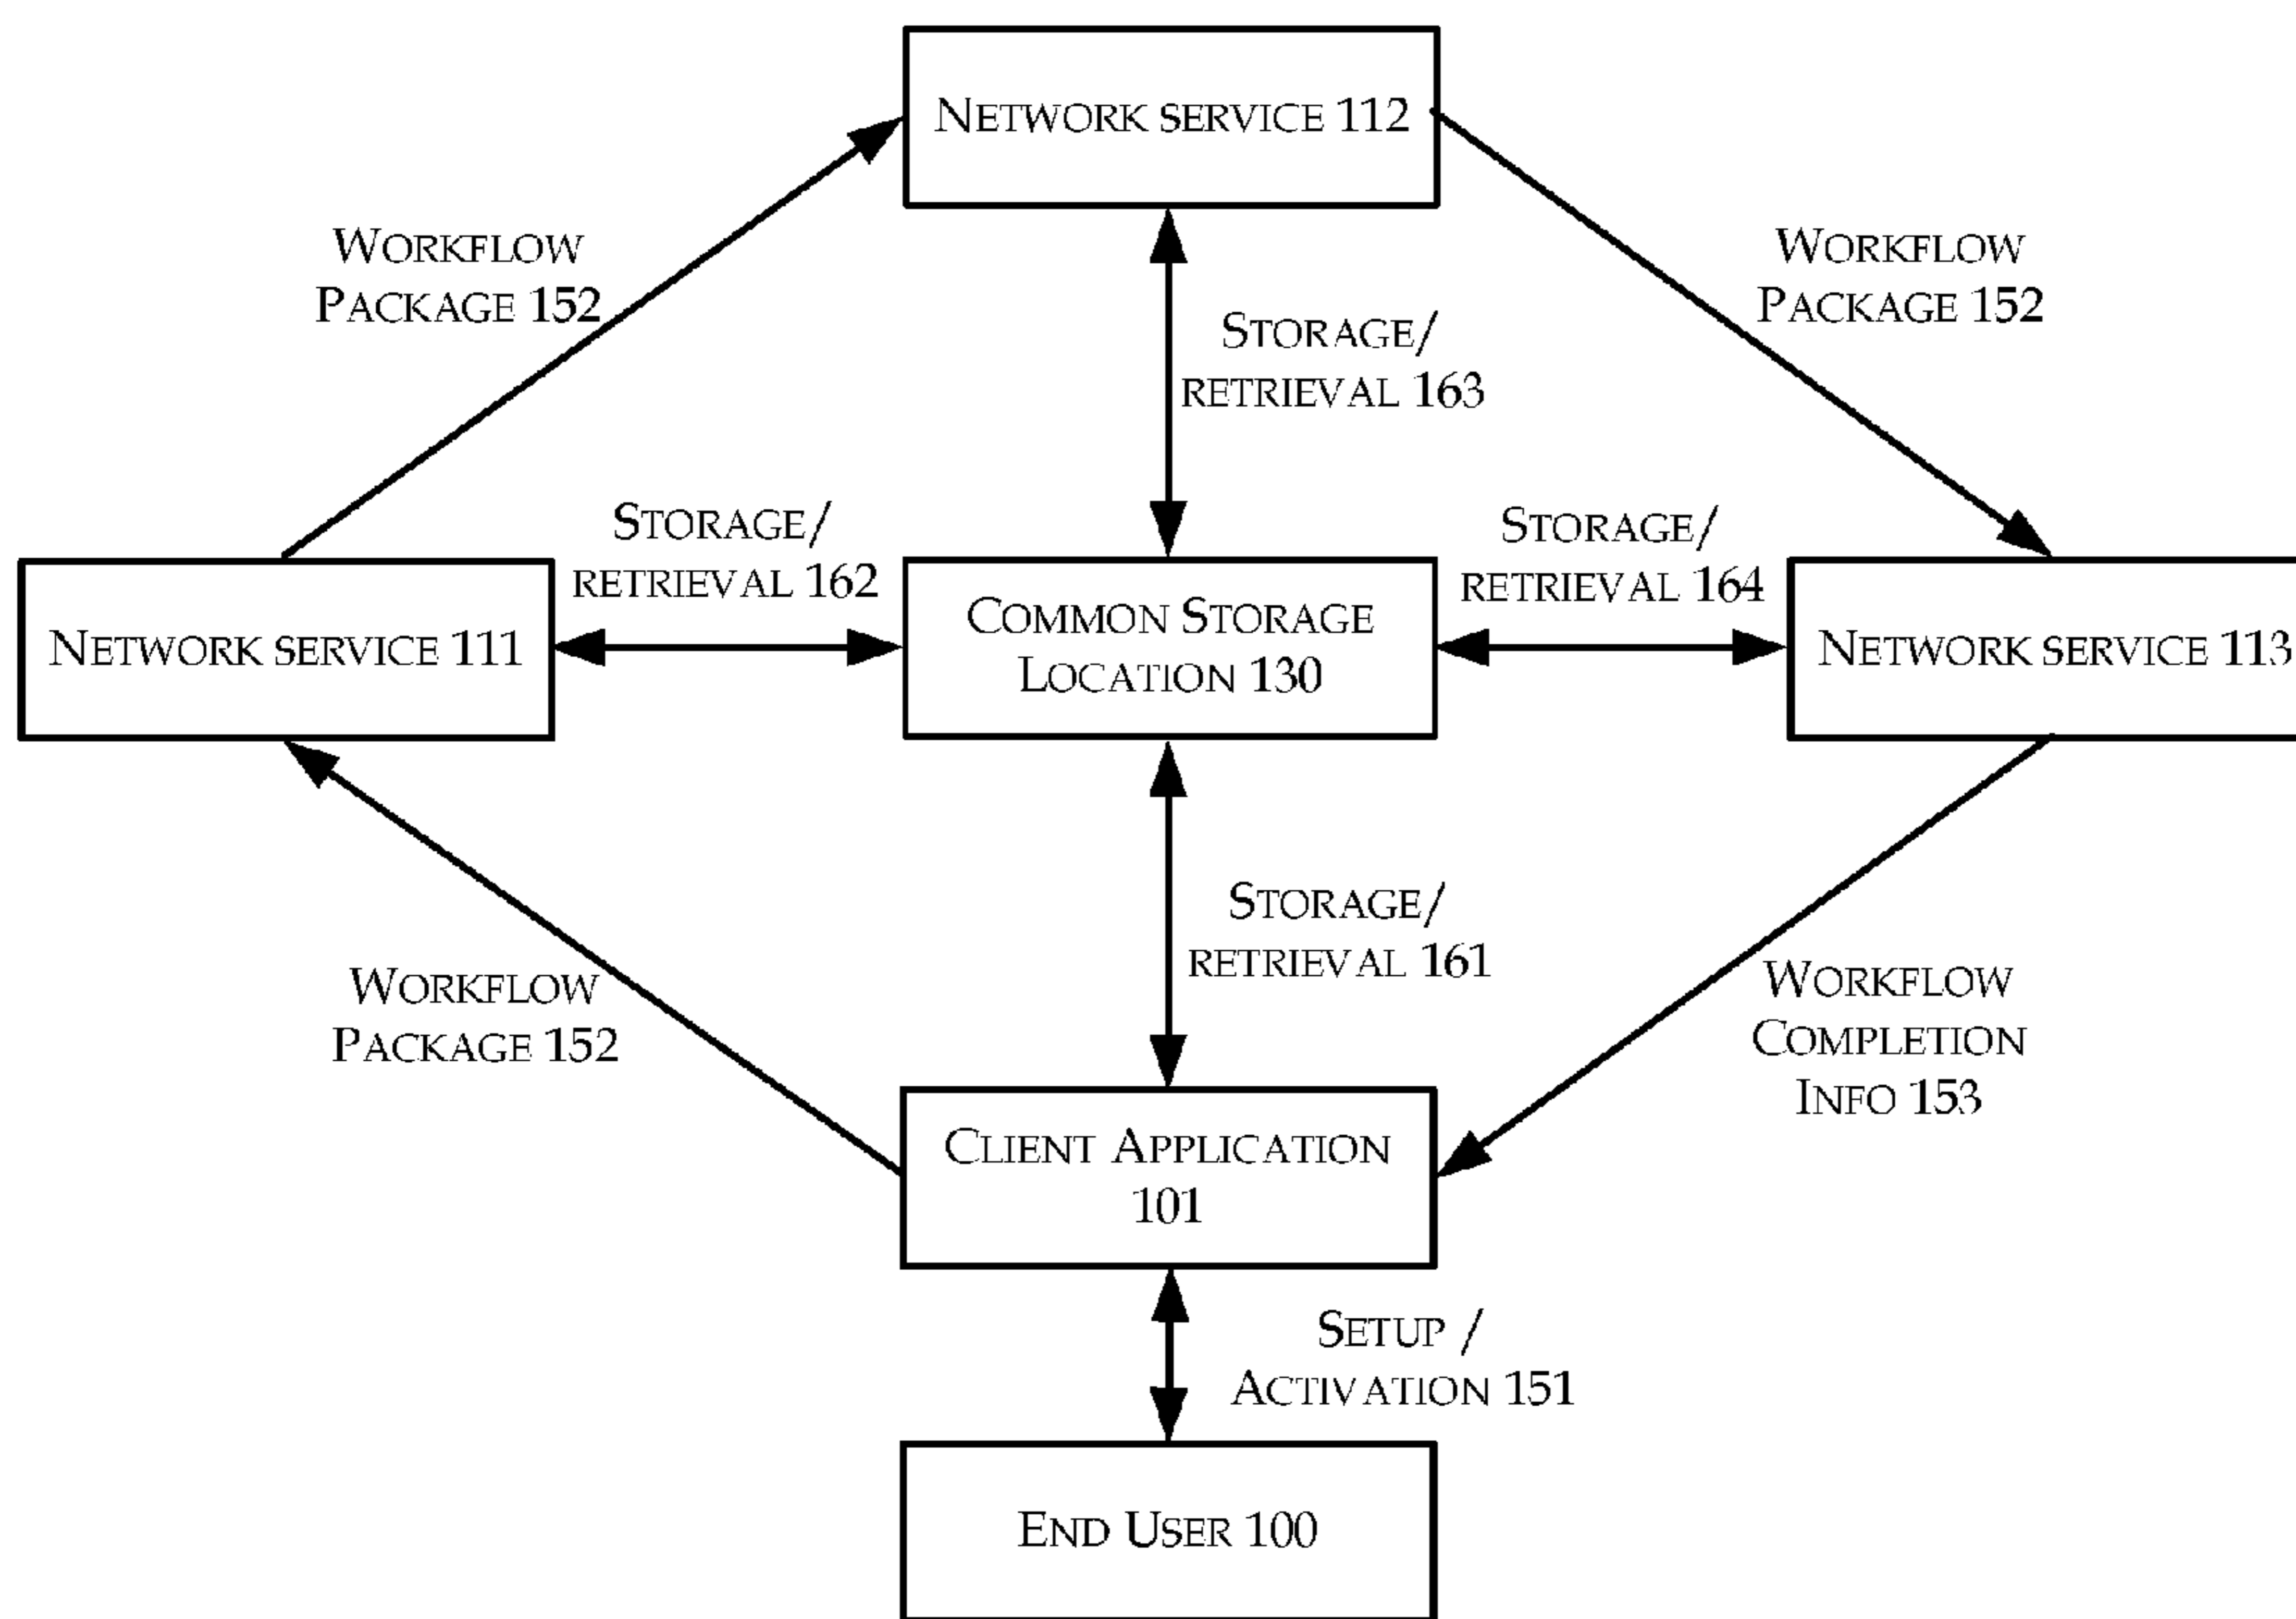 Network service 112
Workflow
Package 152
Workflow
Package 152
Storage/
retrieval 163
Storage/
retrieval 162
Storage/
retrieval 164
Network service 111
Common Storage
Location 130
Network service 113
Storage/
retrieval 161
Workflow
Package 152
Workflow
Completion
Info 153
Client Application
101
Setup /
Activation 151
End User 100